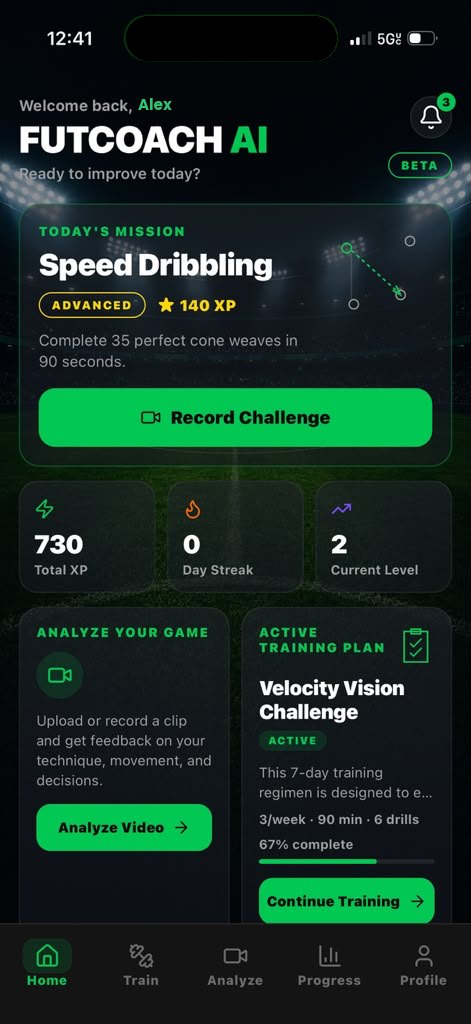 12:41
5G
Welcome back, Alex
3
FUTCOACH AI
BETA
Ready to improve today?
TODAY'S MISSION
Speed Dribbling
ADVANCED
140 XP
Complete 35 perfect cone weaves in
90 seconds.
Record Challenge
730
Total XP
0
Day Streak
2
Current Level
ANALYZE YOUR GAME
Upload or record a clip
and get feedback on your
technique, movement, and
decisions.
Analyze Video →
ACTIVE
TRAINING PLAN
Velocity Vision
Challenge
ACTIVE
This 7-day training
regimen is designed to e...
3/week · 90 min · 6 drills
67% complete
Continue Training →
Home
Train
Analyze
Progress
Profile